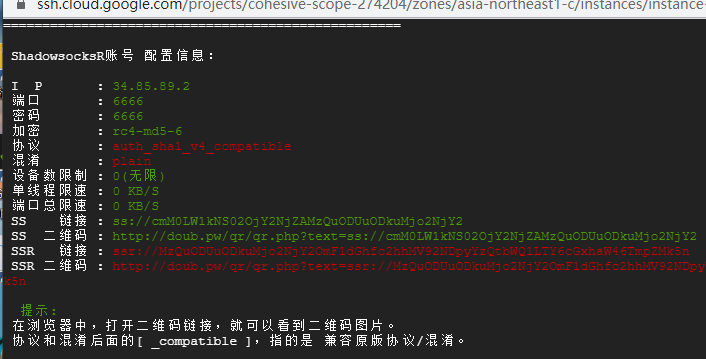 ssh.cloud.google.com/projects/cohesive-scope-274204/zones/asia-northeast1-c/instances/instance-
===================================================
ShadowsocksR账号 配置信息：
I  P       : 34.85.89.2
端口       : 6666
密码       : 6666
加密       : rc4-md5-6
协议       : auth_sha1_v4_compatible
混淆       : plain
设备数限制 : 0(无限)
单线程限速 : 0 KB/S
端口总限速 : 0 KB/S
SS   链接 : ss://cmM0LW1kNS02OjY2NjZAMzQuODUuODkuMjo2NjY2
SS 二维码 : http://doub.pw/qr/qr.php?text=ss://cmM0LW1kNS02OjY2NjZAMzQuODUuODkuMjo2NjY2
SSR  链接 : ssr://MzQuODUuODkuMjo2NjY2OmF1dGhfc2hhMV92NDpyYzQtbWQ1LTY6cGxhaW46TmpZMk5n
SSR 二维码 : http://doub.pw/qr/qr.php?text=ssr://MzQuODUuODkuMjo2NjY2OmF1dGhfc2hhMV92NDpy
k5n
提示:
在浏览器中，打开二维码链接，就可以看到二维码图片。
协议和混淆后面的[ _compatible ]，指的是 兼容原版协议/混淆。